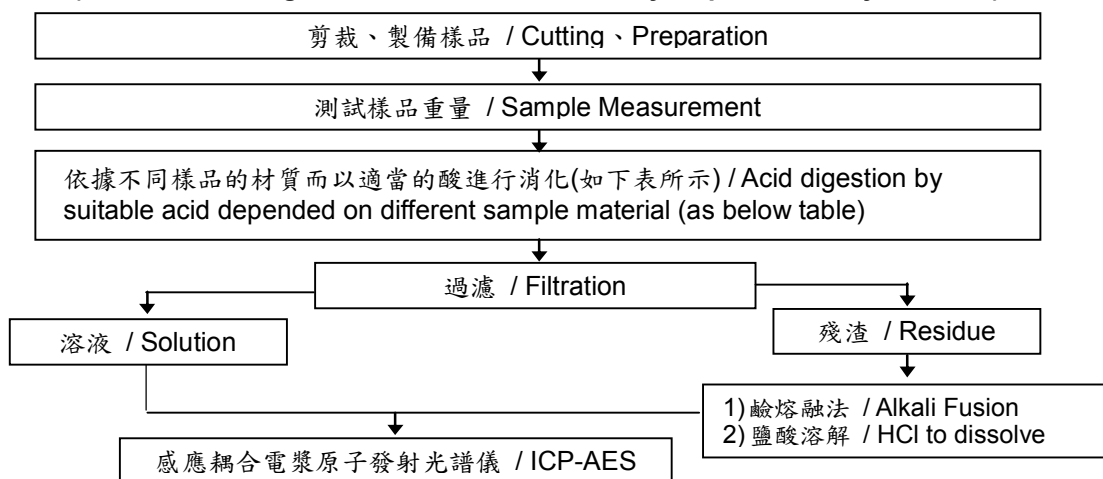 剪裁、製備樣品 / Cutting、Preparation
測試樣品重量 / Sample Measurement
依據不同樣品的材質而以適當的酸進行消化(如下表所示) / Acid digestion by
suitable acid depended on different sample material (as below table)
過濾 / Filtration
溶液 / Solution
殘渣 / Residue
1)鹼熔融法 / Alkali Fusion
2)鹽酸溶解 / HCl to dissolve
感應耦合電漿原子發射光譜儀 / ICP-AES